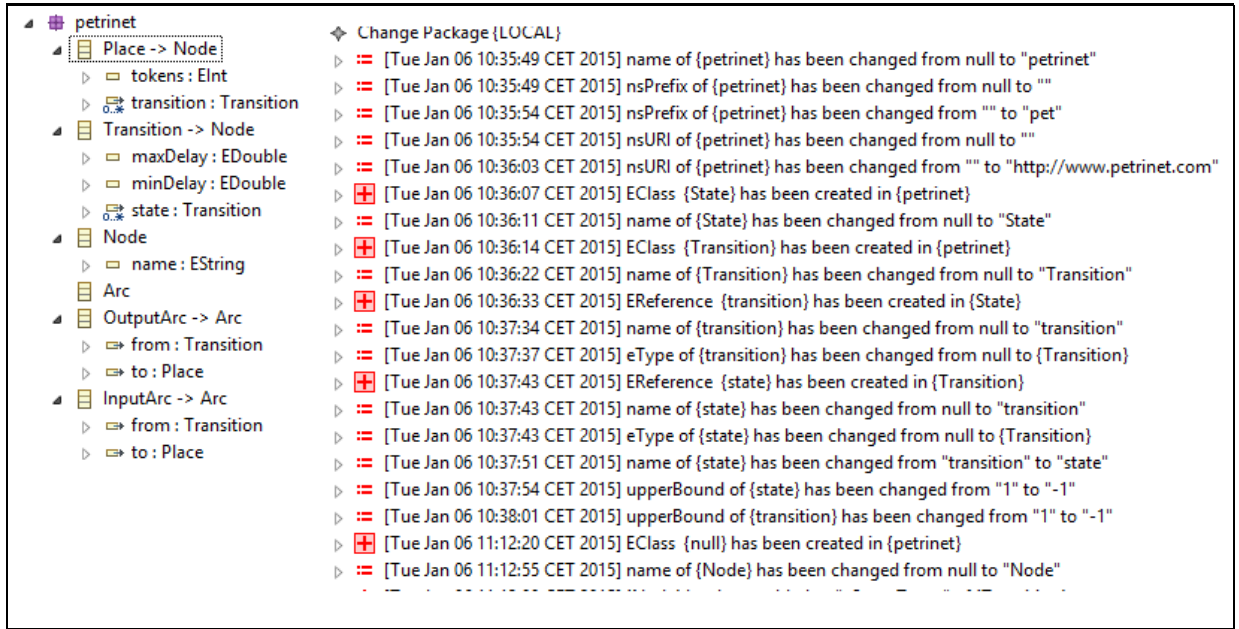 petrinet
Place -> Node
tokens : EInt
0..* transition : Transition
Transition -> Node
maxDelay : EDouble
minDelay : EDouble
0..* state : Transition
Node
name : EString
Arc
OutputArc -> Arc
from : Transition
to : Place
InputArc -> Arc
from : Transition
to : Place
Change Package {LOCAL}
[Tue Jan 06 10:35:49 CET 2015] name of {petrinet} has been changed from null to "petrinet"
[Tue Jan 06 10:35:49 CET 2015] nsPrefix of {petrinet} has been changed from null to ""
[Tue Jan 06 10:35:54 CET 2015] nsPrefix of {petrinet} has been changed from "" to "pet"
[Tue Jan 06 10:35:54 CET 2015] nsURI of {petrinet} has been changed from null to ""
[Tue Jan 06 10:36:03 CET 2015] nsURI of {petrinet} has been changed from "" to "http://www.petrinet.com"
[Tue Jan 06 10:36:07 CET 2015] EClass {State} has been created in {petrinet}
[Tue Jan 06 10:36:11 CET 2015] name of {State} has been changed from null to "State"
[Tue Jan 06 10:36:14 CET 2015] EClass {Transition} has been created in {petrinet}
[Tue Jan 06 10:36:22 CET 2015] name of {Transition} has been changed from null to "Transition"
[Tue Jan 06 10:36:33 CET 2015] EReference {transition} has been created in {State}
[Tue Jan 06 10:37:34 CET 2015] name of {transition} has been changed from null to "transition"
[Tue Jan 06 10:37:37 CET 2015] eType of {transition} has been changed from null to {Transition}
[Tue Jan 06 10:37:43 CET 2015] EReference {state} has been created in {Transition}
[Tue Jan 06 10:37:43 CET 2015] name of {state} has been changed from null to "transition"
[Tue Jan 06 10:37:43 CET 2015] eType of {state} has been changed from null to {Transition}
[Tue Jan 06 10:37:51 CET 2015] name of {state} has been changed from "transition" to "state"
[Tue Jan 06 10:37:54 CET 2015] upperBound of {state} has been changed from "1" to "-1"
[Tue Jan 06 10:38:01 CET 2015] upperBound of {transition} has been changed from "1" to "-1"
[Tue Jan 06 11:12:20 CET 2015] EClass {null} has been created in {petrinet}
[Tue Jan 06 11:12:55 CET 2015] name of {Node} has been changed from null to "Node"